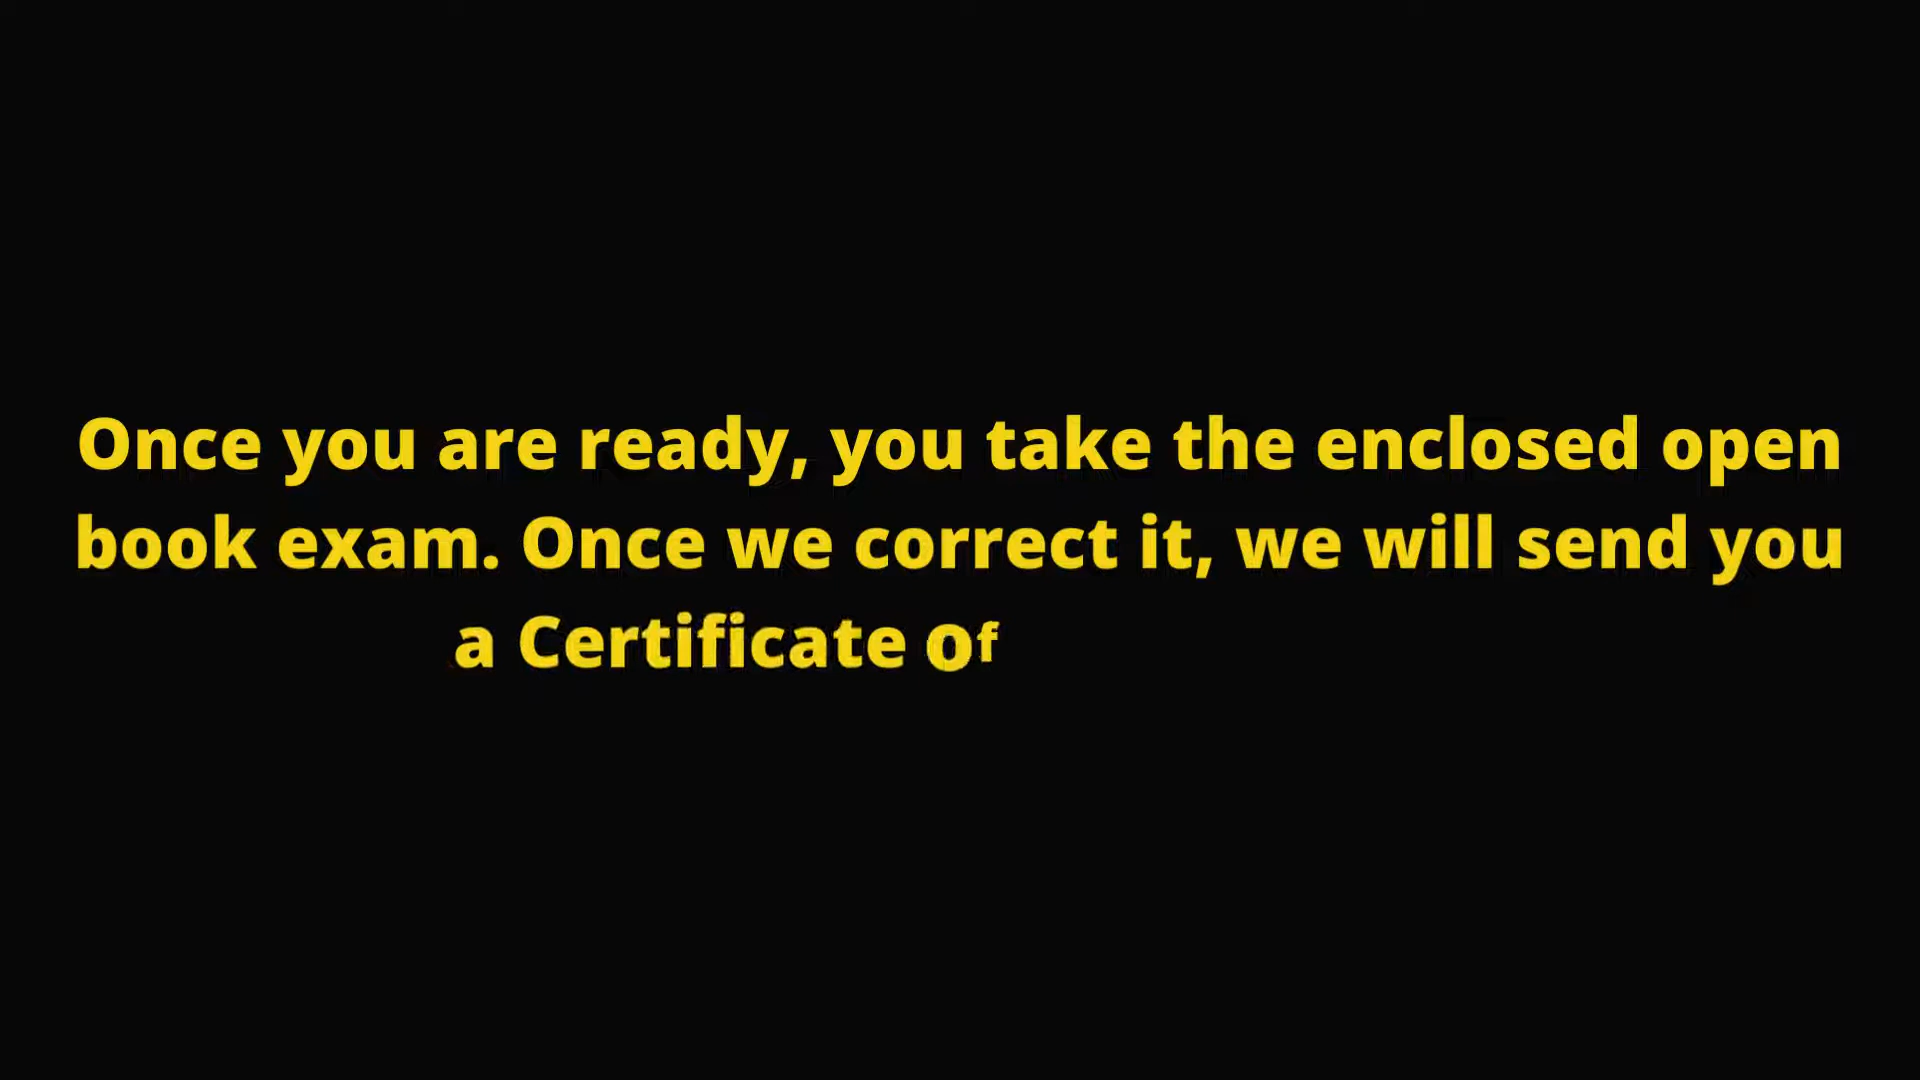 Once you are ready, you take the enclosed open
book exam. Once we correct it, we will send you
a Certificate of